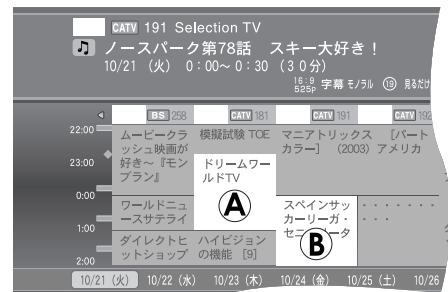 CATV 191 Selection TV
ノースパーク第78話 スキー大好き！
10/21 (火) 0：00～ 0：30 (３０分)
16：9 525P 字幕 モノラル 19 見るだけ
BS 258 CATV 181 CATV 191 CATV 192
22:00
23:00
0:00
1:00
2:00
ムービークラ
ッシュ映画が
好き～『モン
ブラン』
ワールドニュ
ースサテライ
ダイレクトヒ
ットショップ
模擬試験 TOE
ドリームワー
ルドTV
A
ハイビジョン
の機能 [9]
マニアトリックス [パート
カラー] (2003) アメリカ
スペインサッ
カーリーガ・
セニ ータ
B
10/21 (火) 10/22 (水) 10/23 (木) 10/24 (金) 10/25 (土) 10/26